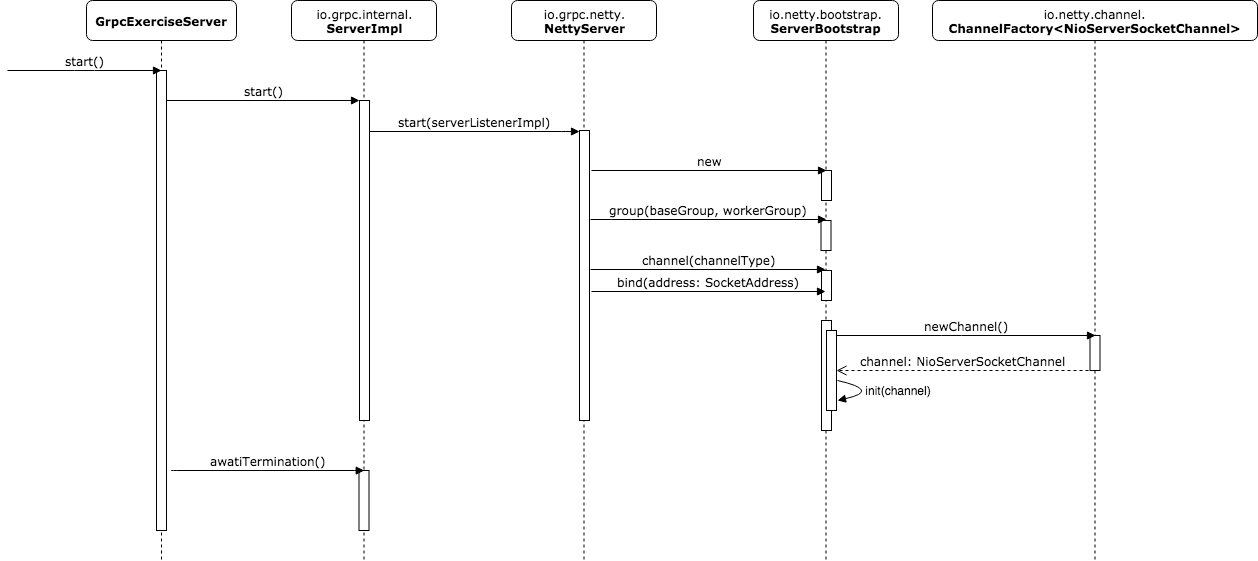 GrpcExerciseServer
io.grpc.internal.
ServerImpl
io.grpc.netty.
NettyServer
io.netty.bootstrap.
ServerBootstrap
io.netty.channel.
ChannelFactory<NioServerSocketChannel>
start()
start()
start(serverListenerImpl)
new
group(baseGroup, workerGroup)
channel(channelType)
bind(address: SocketAddress)
newChannel()
channel: NioServerSocketChannel
init(channel)
awatiTermination()